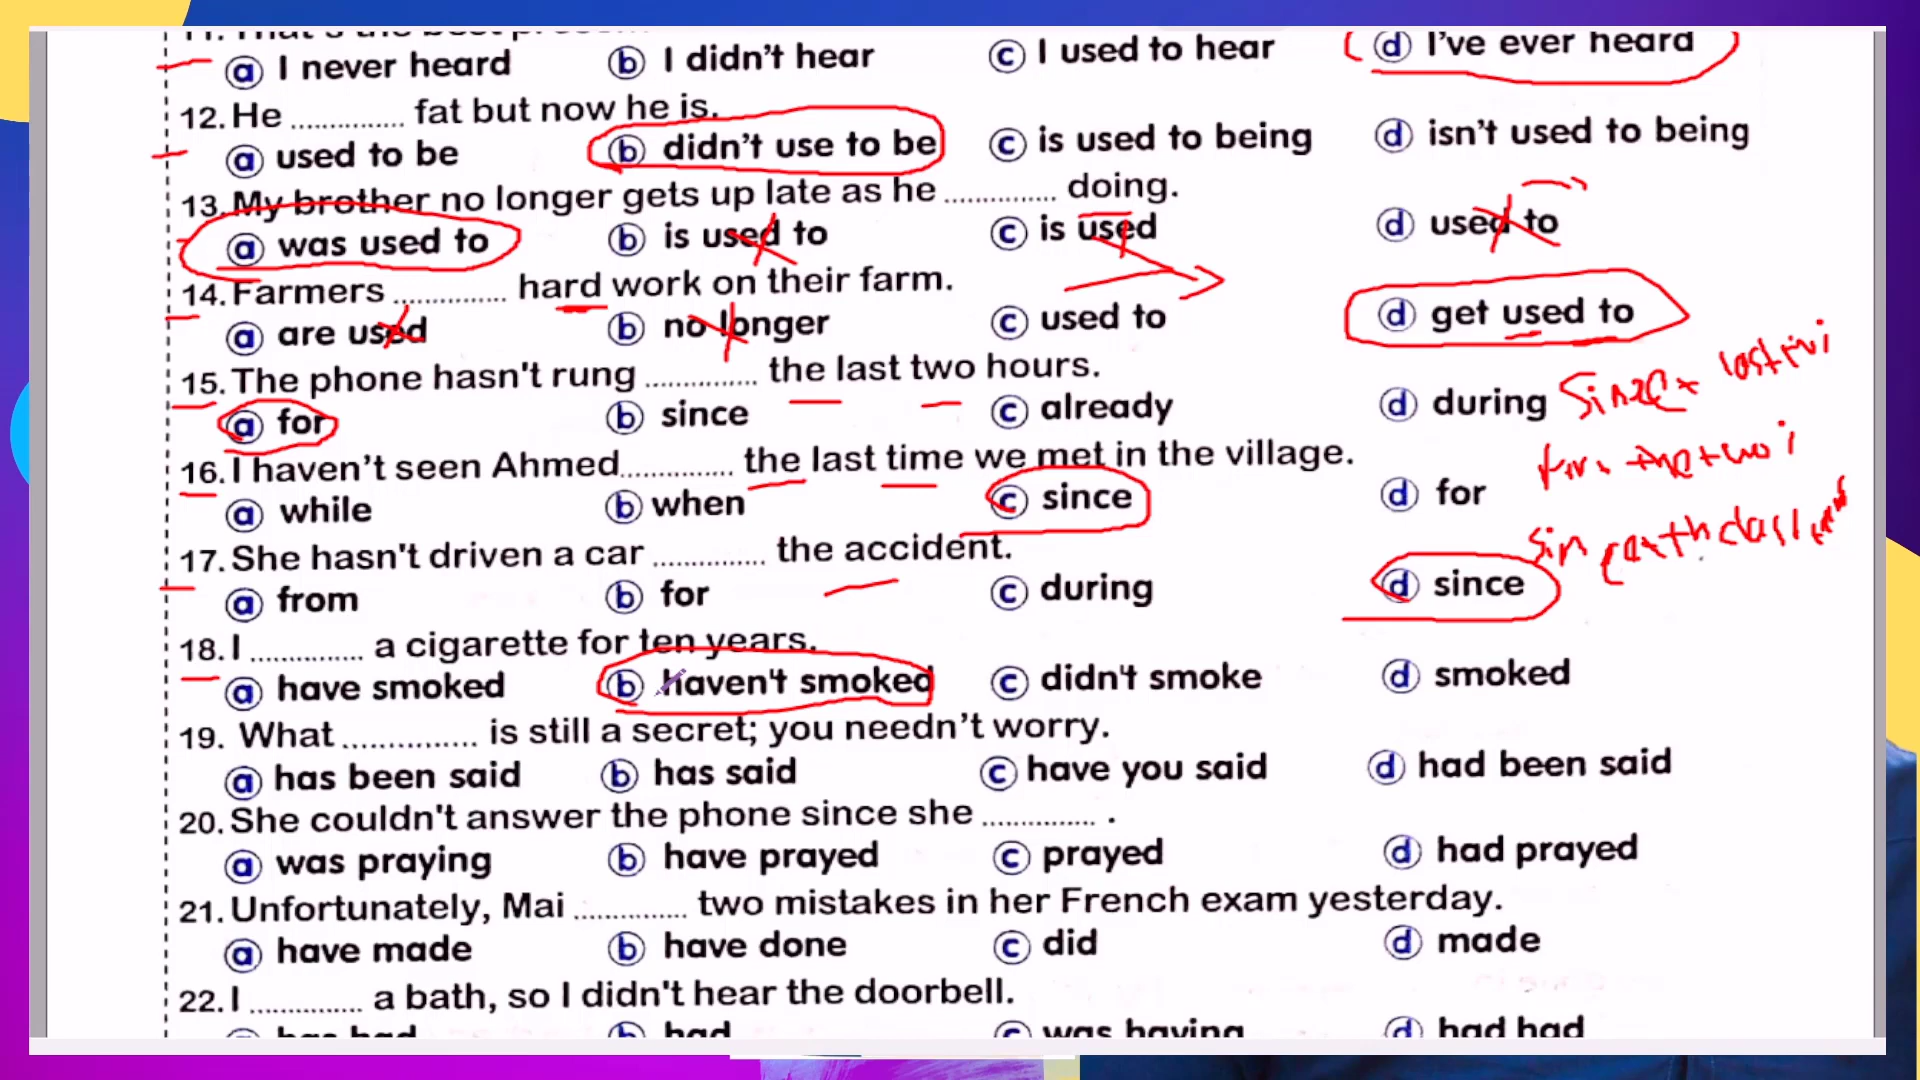 a I never heard b I didn't hear c I used to hear d I've ever heard
12. He .............. fat but now he is.
a used to be b didn't use to be c is used to being d isn't used to being
13. My brother no longer gets up late as he .............. doing.
a was used to b is used to c is used d used to
14. Farmers .............. hard work on their farm.
a are used b no longer c used to d get used to
15. The phone hasn't rung .............. the last two hours.
a for b since c already d during
16. I haven't seen Ahmed.............. the last time we met in the village.
a while b when c since d for
17. She hasn't driven a car .............. the accident.
a from b for c during d since
18. I .............. a cigarette for ten years.
a have smoked b haven't smoked c didn't smoke d smoked
19. What ............... is still a secret; you needn't worry.
a has been said b has said c have you said d had been said
20. She couldn't answer the phone since she .............. .
a was praying b have prayed c prayed d had prayed
21. Unfortunately, Mai .............. two mistakes in her French exam yesterday.
a have made b have done c did d made
22. I .............. a bath, so I didn't hear the doorbell.
a has had b had c was having d had had